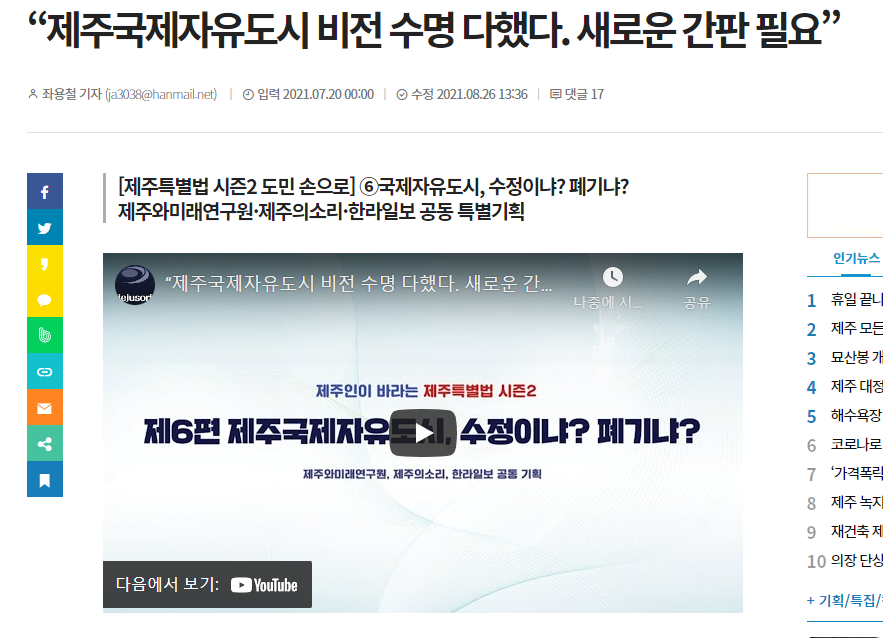 “제주국제자유도시 비전 수명 다했다. 새로운 간판 필요”
좌용철 기자 (ja3038@hanmail.net) | 입력 2021.07.20 00:00 | 수정 2021.08.26 13:36 | 댓글 17
[제주특별법 시즌2 도민 손으로] ⑥국제자유도시, 수정이냐? 폐기냐?
제주와미래연구원·제주의소리·한라일보 공동 특별기획
“제주국제자유도시 비전 수명 다했다. 새로운 간...
나중에 시...
공유
제주인이 바라는 제주특별법 시즌2
제6편 제주국제자유도시, 수정이냐? 폐기냐?
제주와미래연구원, 제주의소리, 한라일보 공동 기획
다음에서 보기: YouTube
인기뉴스
1 휴일 끝나
2 제주 모든
3 묘산봉 개
4 제주 대정
5 해수욕장
6 코로나로
7 ‘가격폭락
8 제주 녹지
9 재건축 제
10 의장 단상
+ 기획/특집/